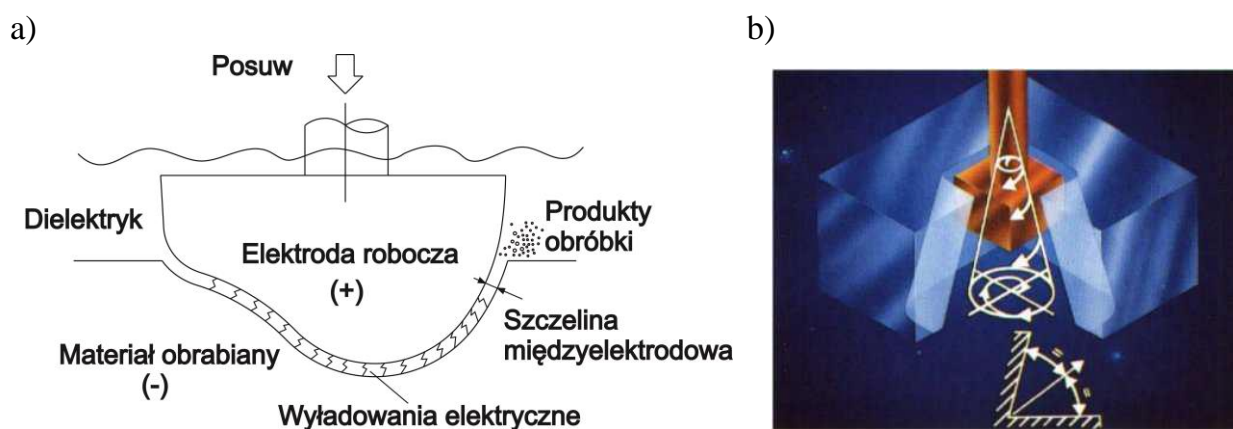 a)
b)
Posuw
Dielektryk
Produkty
obróbki
Elektroda robocza
(+)
Szczelina
międzyelektrodowa
Materiał obrabiany
(-)
Wyładowania elektryczne
=
=